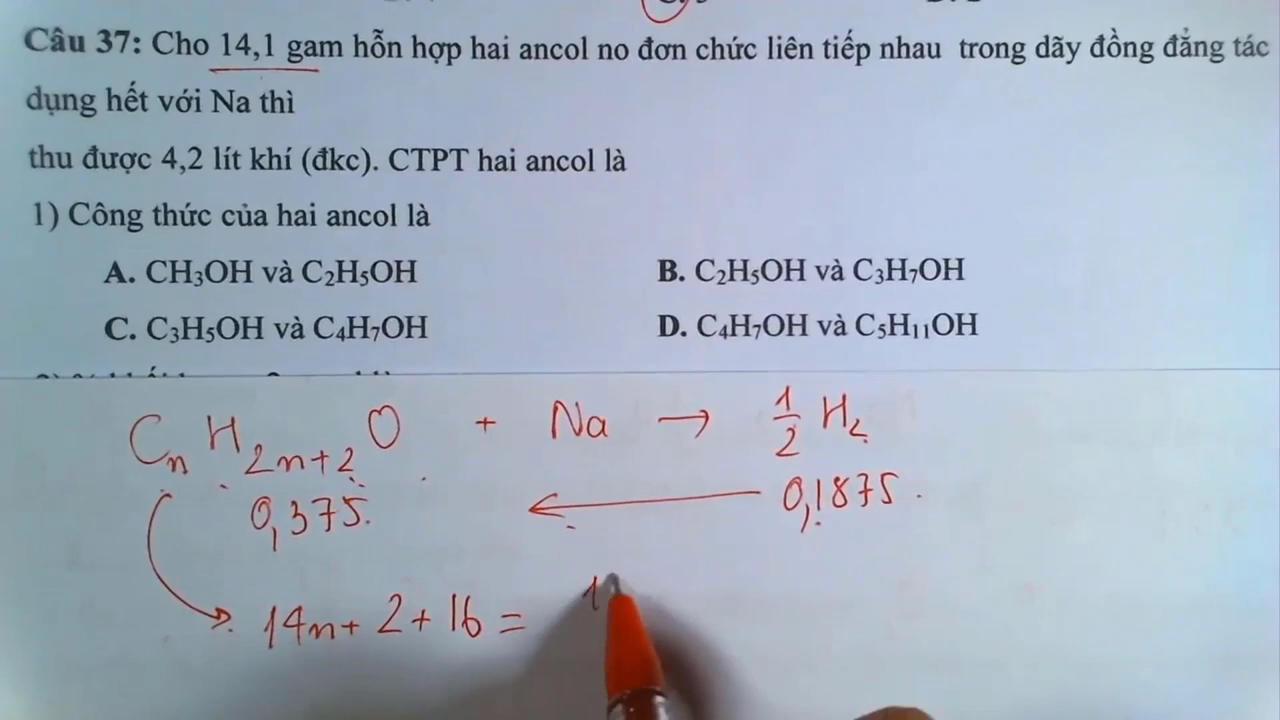 Câu 37: Cho 14,1 gam hỗn hợp hai ancol no đơn chức liên tiếp nhau trong dãy đồng đẳng tác
dụng hết với Na thì
thu được 4,2 lít khí (đkc). CTPT hai ancol là
1) Công thức của hai ancol là
A. CH₃OH và C₂H₅OH B. C₂H₅OH và C₃H₇OH
C. C₃H₅OH và C₄H₇OH D. C₄H₇OH và C₅H₁₁OH
CₙH₂ₙ₊₂O + Na → 1/2 H₂
0,375. ← 0,1875.
→ 14n + 2 + 16 = 1